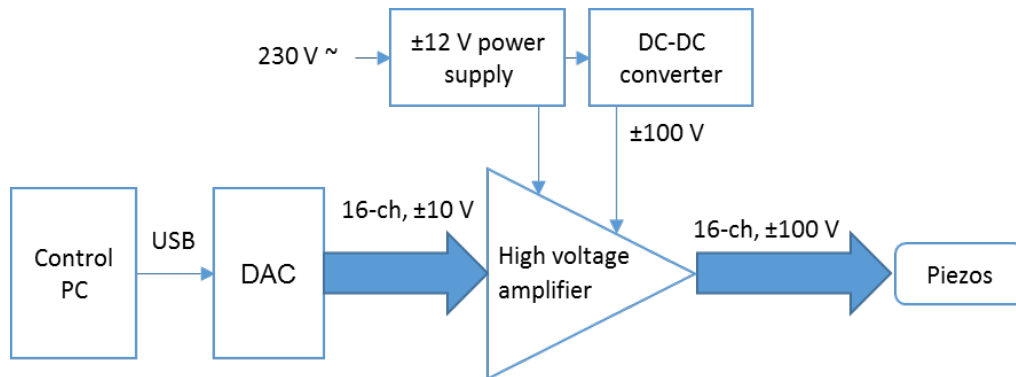 230 V ~
±12 V power
supply
DC-DC
converter
±100 V
Control
PC
USB
DAC
16-ch, ±10 V
High voltage
amplifier
16-ch, ±100 V
Piezos